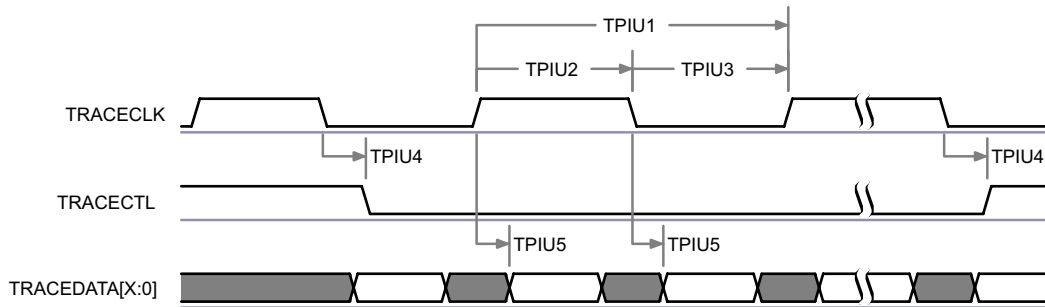 TPIU1
TPIU2 TPIU3
TRACECLK
TPIU4 TPIU4
TRACECTL
TPIU5 TPIU5
TRACEDATA[X:0]